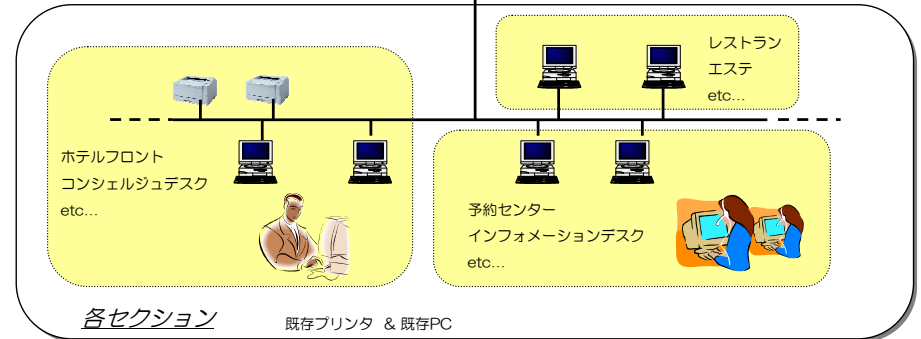 レストラン
エステ
etc…
ホテルフロント
コンシェルジュデスク
etc…
予約センター
インフォメーションデスク
etc…
各セクション
既存プリンタ & 既存PC